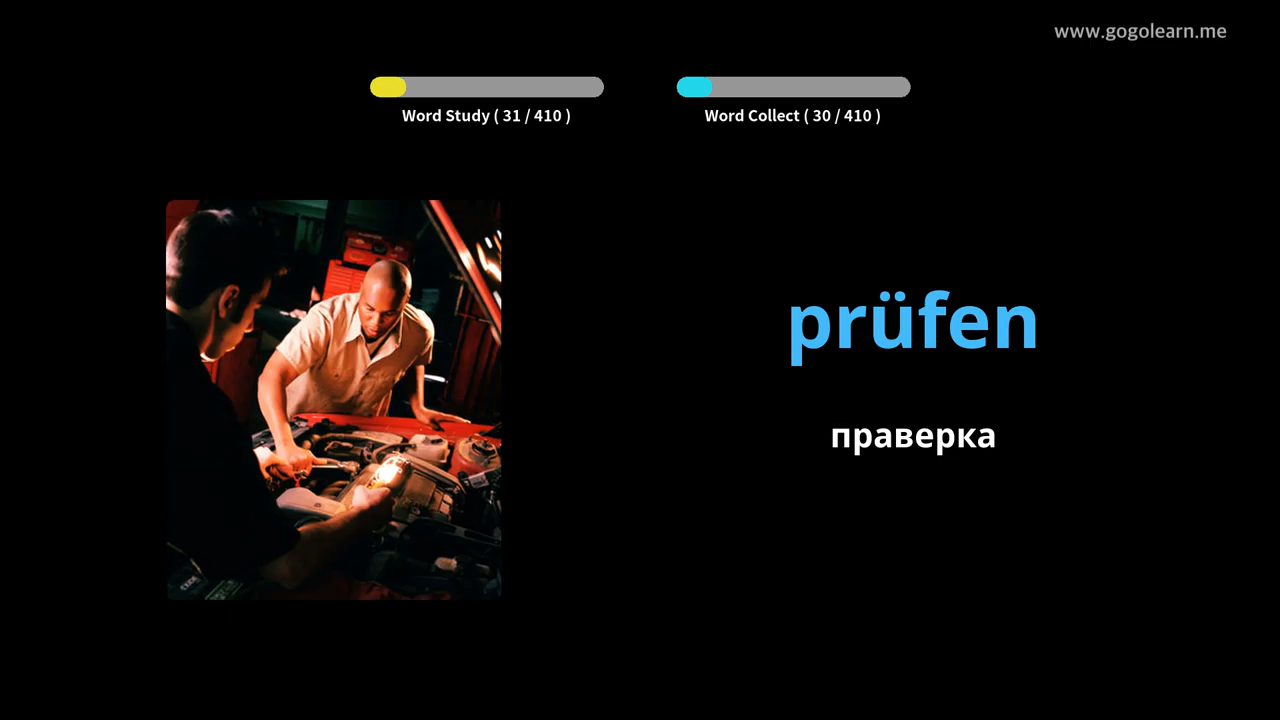 www.gogolearn.me
Word Study ( 31 / 410 )
Word Collect ( 30 / 410 )
prüfen
праверка